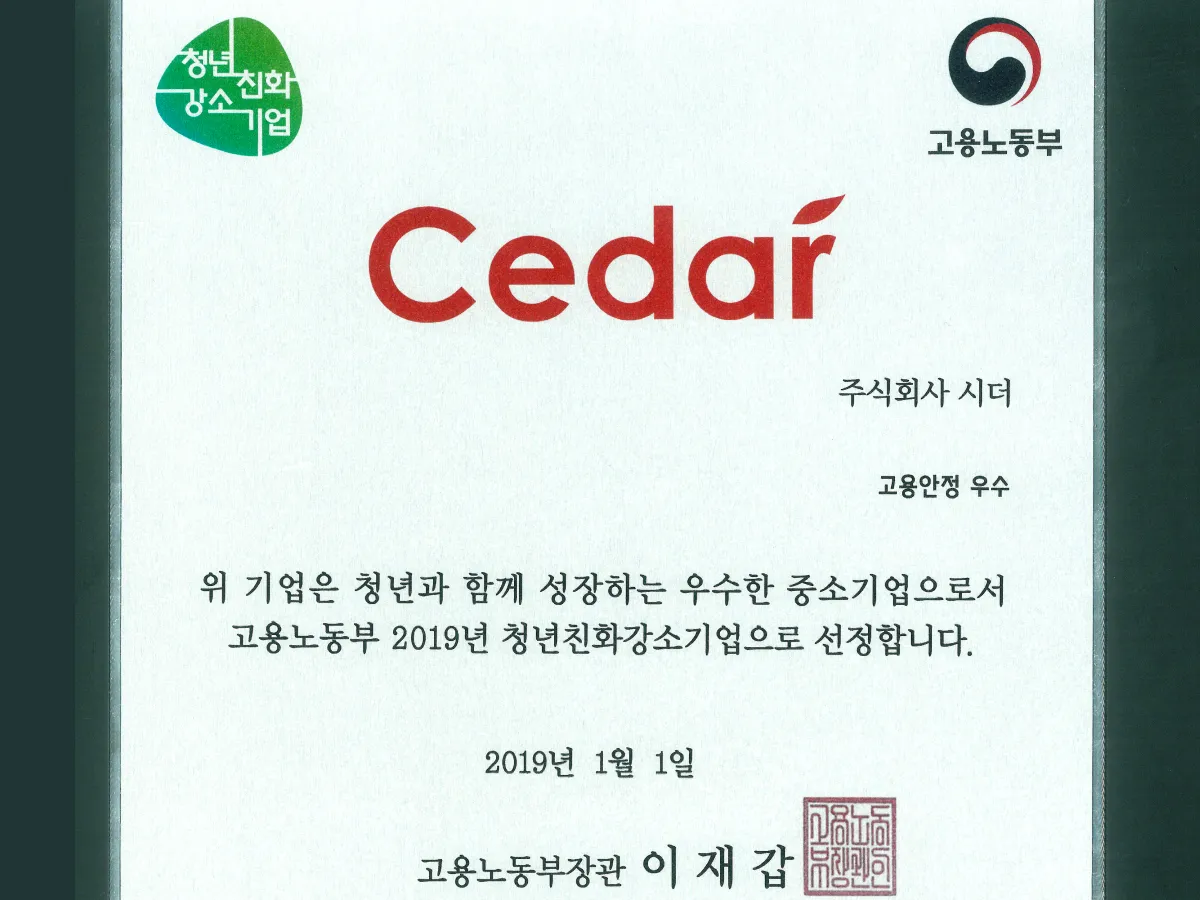 청년
친화
강소
기업
고용노동부
Cedar
주식회사 시더
고용안정 우수
위 기업은 청년과 함께 성장하는 우수한 중소기업으로서
고용노동부 2019년 청년친화강소기업으로 선정합니다.
2019년 1월 1일
고용노동부장관 이재갑
고용노동
부장관인